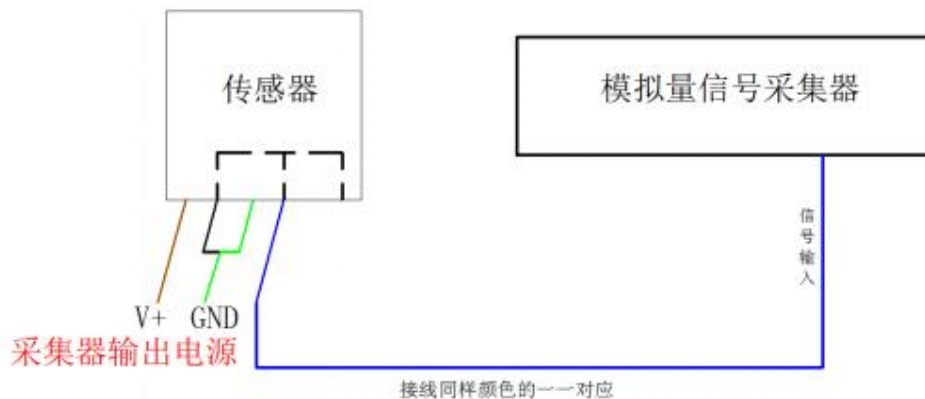 传感器
模拟量信号采集器
信号输入
V+ GND
采集器输出电源
接线同样颜色的一一对应